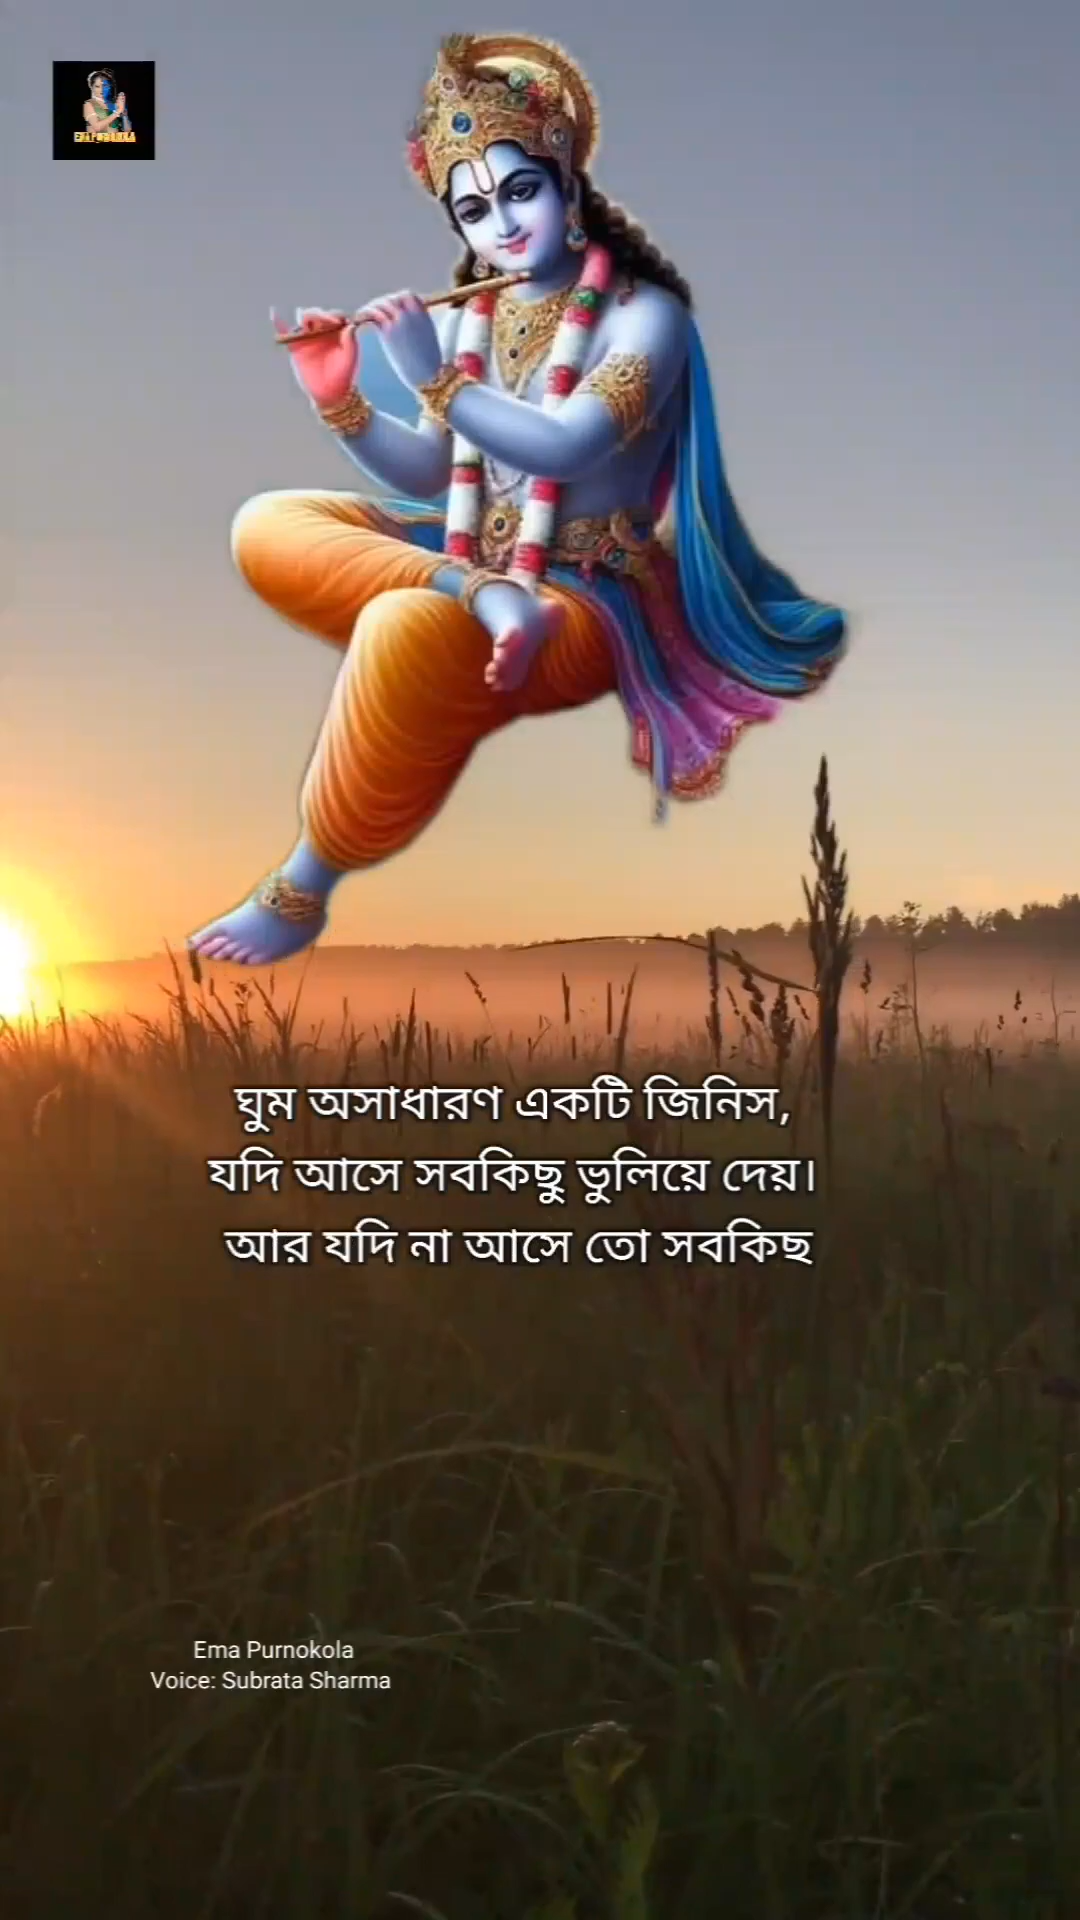 ঘুম অসাধারণ একটি জিনিস,
যদি আসে সবকিছু ভুলিয়ে দেয়।
আর যদি না আসে তো সবকিছ
Ema Purnokola
Voice: Subrata Sharma